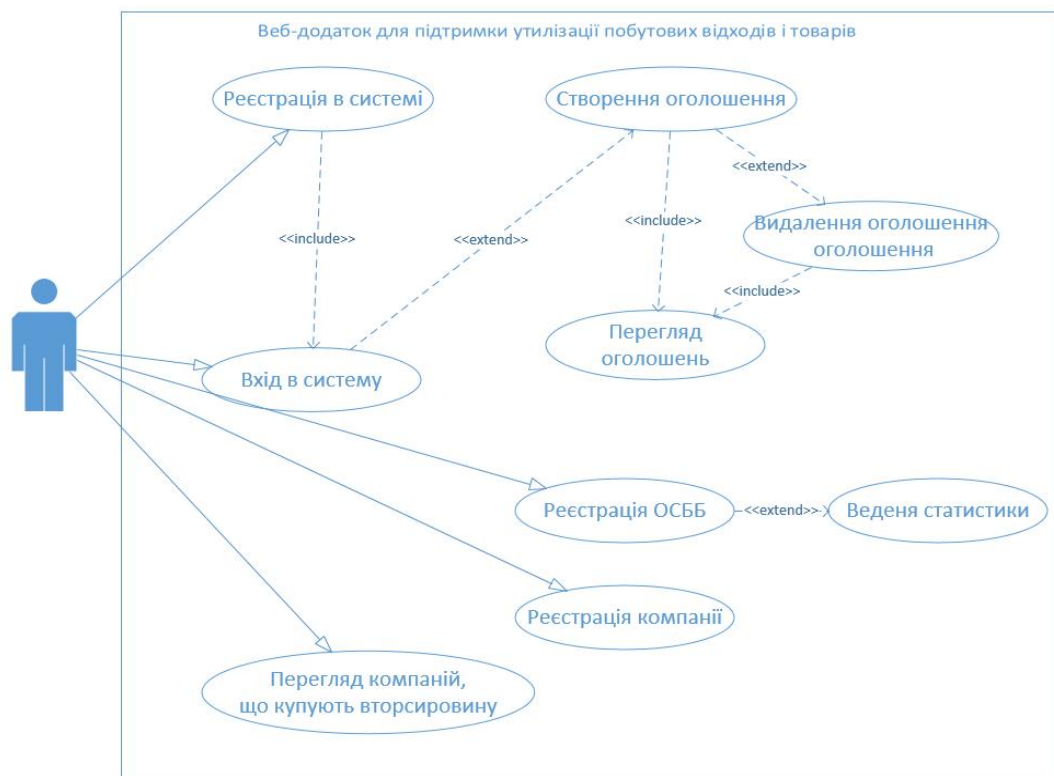 Веб-додаток для підтримки утилізації побутових відходів і товарів
Реєстрація в системі
Створення оголошення
<<extend>>
Видалення оголошення
оголошення
<<include>>
<<extend>>
<<include>>
<<include>>
Перегляд
оголошень
Вхід в систему
Реєстрація ОСББ
<<extend>>
Веденя статистики
Реєстрація компанії
Перегляд компаній,
що купують вторсировину